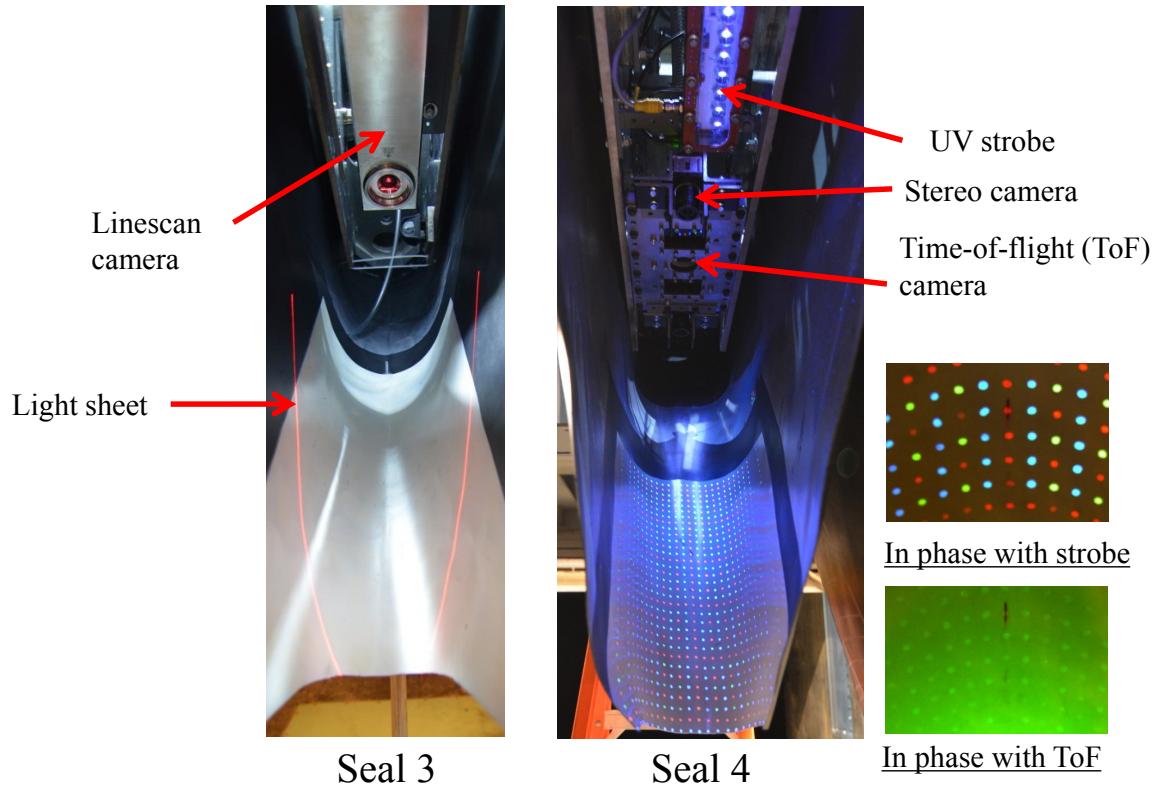 Linescan
camera
Light sheet
Seal 3
UV strobe
Stereo camera
Time-of-flight (ToF)
camera
Seal 4
In phase with strobe
In phase with ToF